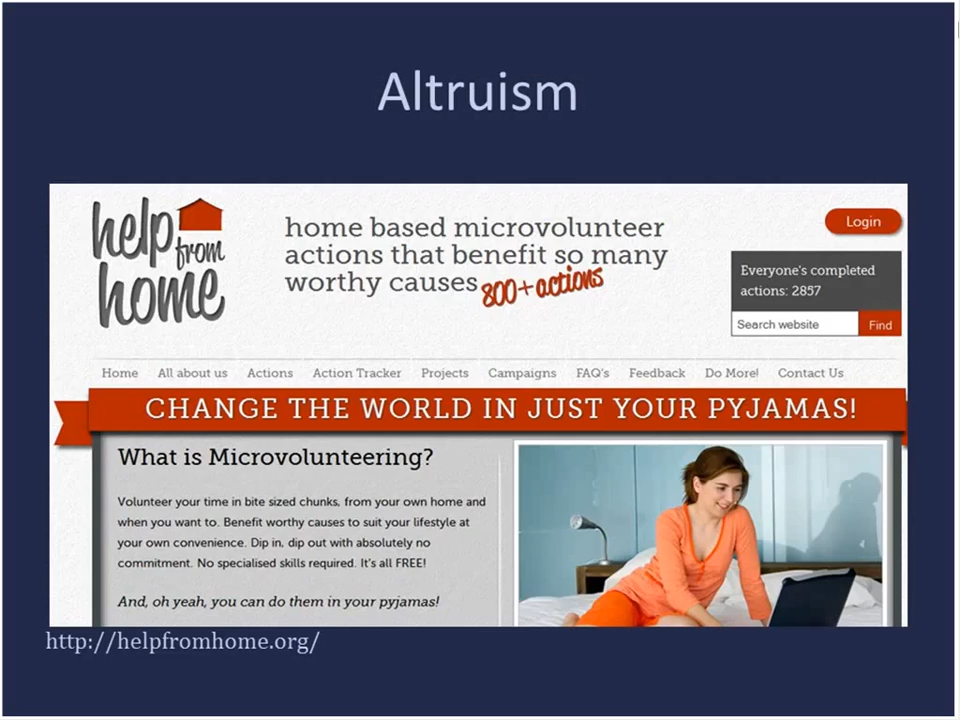 Altruism
help
from
home
home based microvolunteer
actions that benefit so many
worthy causes 800+ actions
Login
Everyone's completed
actions: 2857
Search website Find
Home All about us Actions Action Tracker Projects Campaigns FAQ's Feedback Do More! Contact Us
CHANGE THE WORLD IN JUST YOUR PYJAMAS!
What is Microvolunteering?
Volunteer your time in bite sized chunks, from your own home and
when you want to. Benefit worthy causes to suit your lifestyle at
your own convenience. Dip in, dip out with absolutely no
commitment. No specialised skills required. It's all FREE!
And, oh yeah, you can do them in your pyjamas!
http://helpfromhome.org/